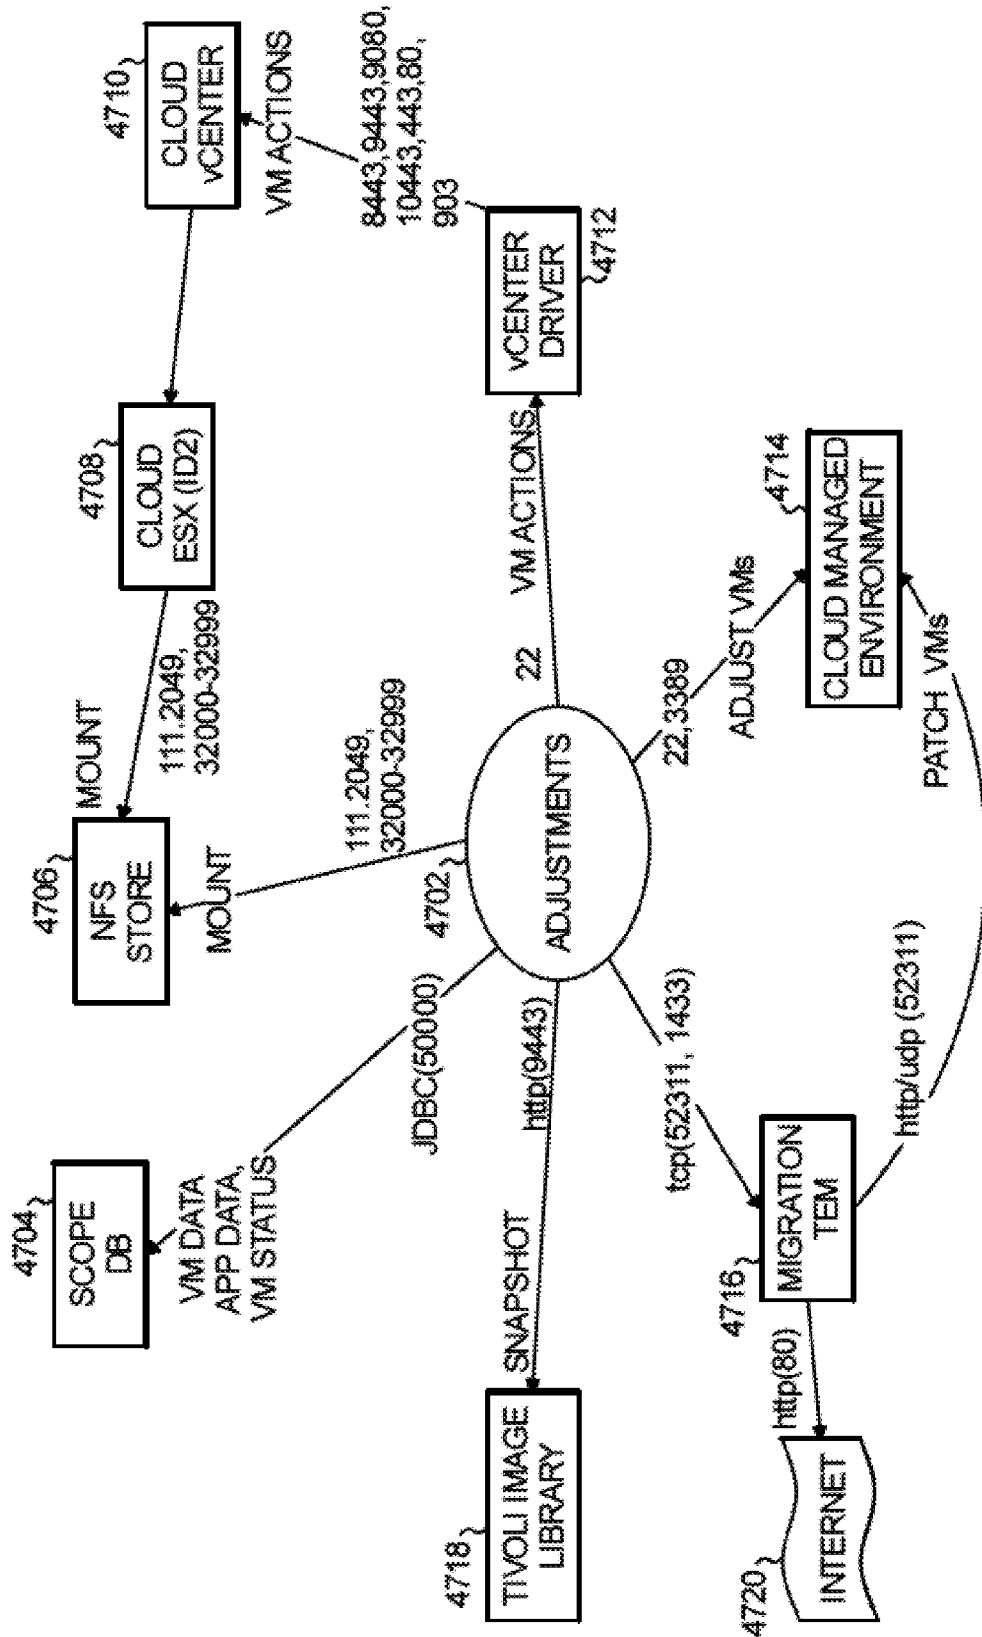 4704
SCOPE
DB
VM DATA
APP DATA,
VM STATUS
4706
NFS
STORE
MOUNT
MOUNT
111.2049,
32000-32999
4708
CLOUD
ESX (ID2)
4710
CLOUD
vCENTER
VM ACTIONS
8443,9443,9080,
10443,443,80,
903
JDBC(50000)
111.2049,
32000-32999
4702
ADJUSTMENTS
4718
TIVOLI IMAGE
LIBRARY
SNAPSHOT
http(9443)
22
VM ACTIONS
vCENTER
DRIVER
4712
tcp(52311, 1433)
22,3389
ADJUST VMs
4714
CLOUD MANAGED
ENVIRONMENT
4720
INTERNET
http(80)
4716
MIGRATION
TEM
http/udp (52311)
PATCH VMs